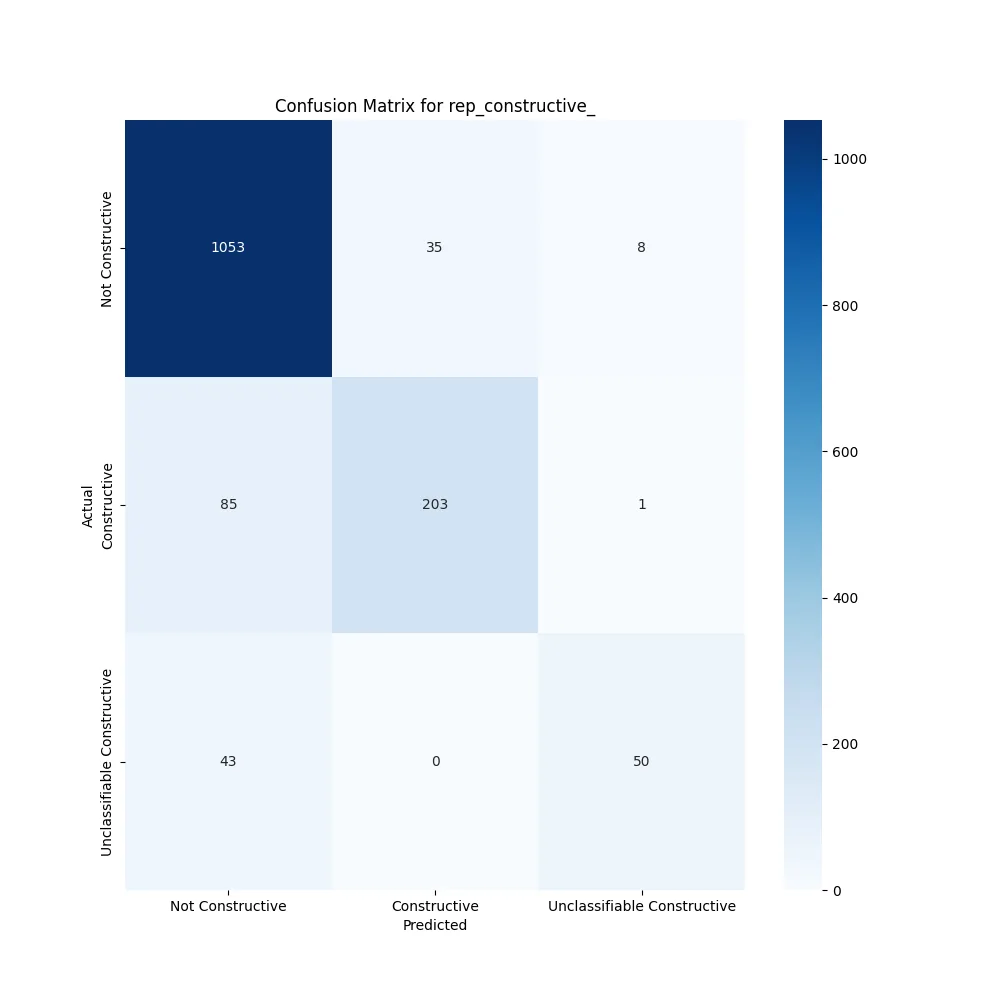 Confusion Matrix for rep_constructive_
Not Constructive
Constructive
Unclassifiable Constructive
Actual
1053
35
8
85
203
1
43
0
50
Not Constructive
Constructive
Unclassifiable Constructive
Predicted
1000
800
600
400
200
0